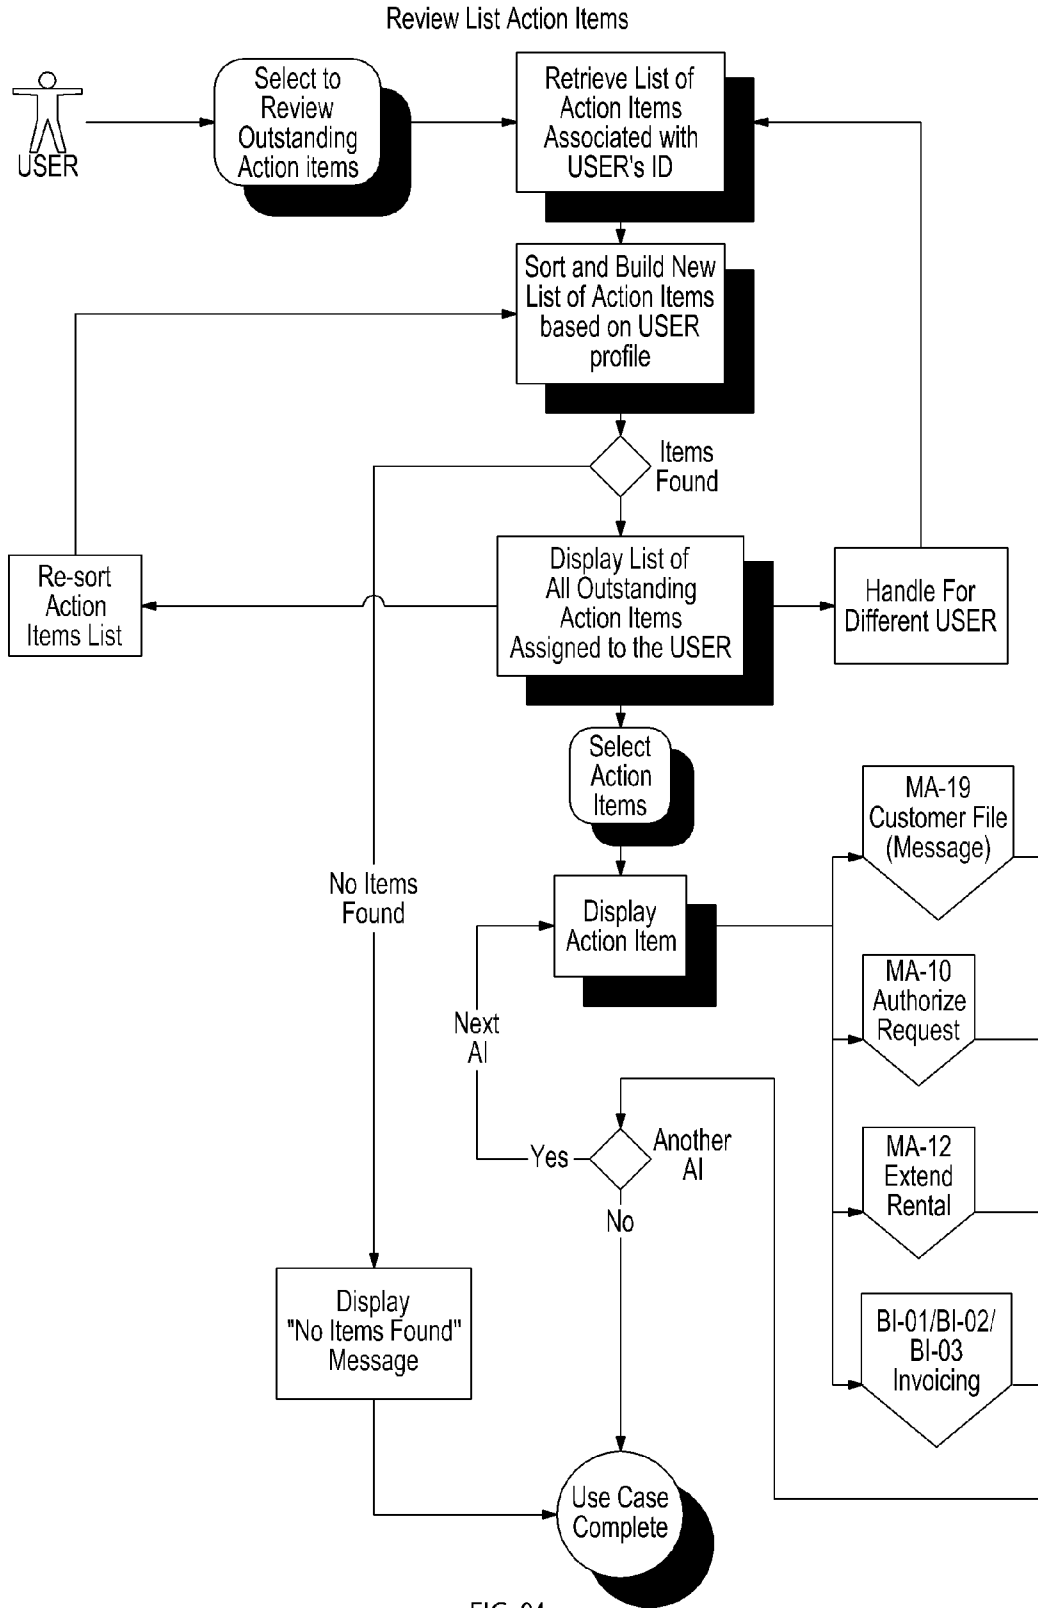 Review List Action Items
USER
Select to
Review
Outstanding
Action items
Retrieve List of
Action Items
Associated with
USER's ID
Sort and Build New
List of Action Items
based on USER
profile
Items
Found
Re-sort
Action
Items List
Display List of
All Outstanding
Action Items
Assigned to the USER
Handle For
Different USER
Select
Action
Items
No Items
Found
Display
Action Item
MA-19
Customer File
(Message)
MA-10
Authorize
Request
Next
AI
Yes
Another
AI
No
MA-12
Extend
Rental
Display
"No Items Found"
Message
BI-01/BI-02/
BI-03
Invoicing
Use Case
Complete